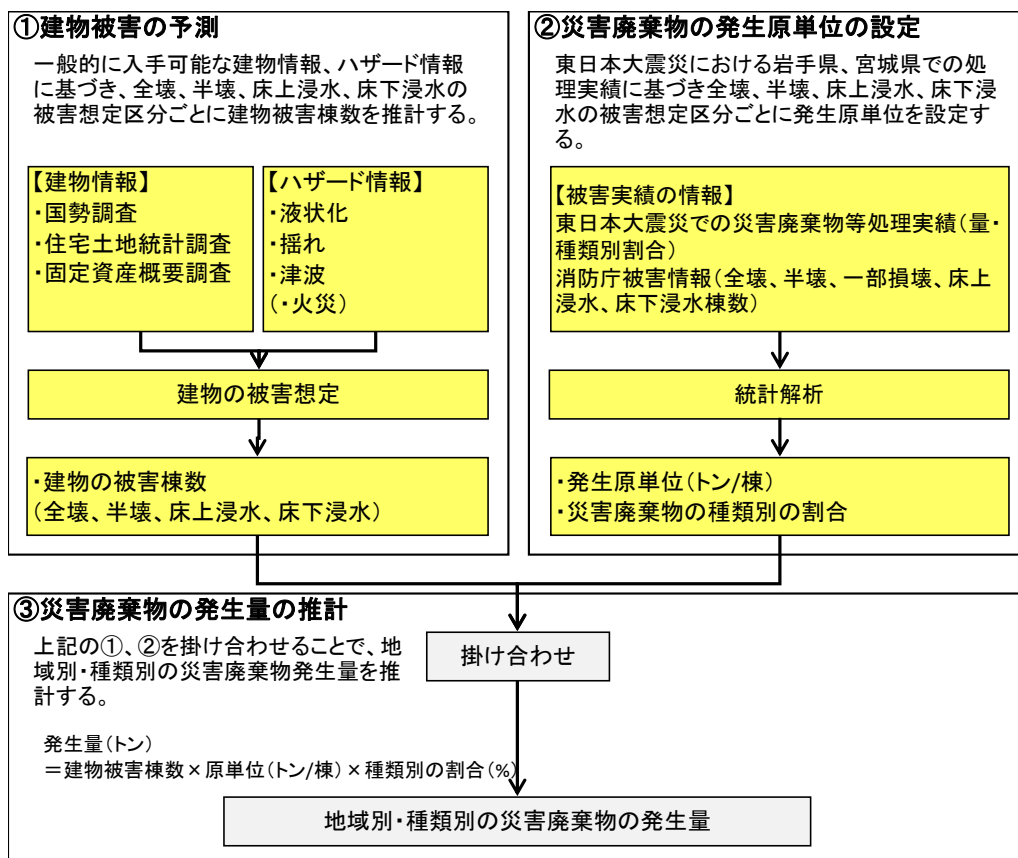 ①建物被害の予測
一般的に入手可能な建物情報、ハザード情報
に基づき、全壊、半壊、床上浸水、床下浸水の
被害想定区分ごとに建物被害棟数を推計する。
【建物情報】
・国勢調査
・住宅土地統計調査
・固定資産概要調査
【ハザード情報】
・液状化
・揺れ
・津波
(・火災)
建物の被害想定
・建物の被害棟数
(全壊、半壊、床上浸水、床下浸水)
②災害廃棄物の発生原単位の設定
東日本大震災における岩手県、宮城県での処
理実績に基づき全壊、半壊、床上浸水、床下浸
水の被害想定区分ごとに発生原単位を設定す
る。
【被害実績の情報】
東日本大震災での災害廃棄物等処理実績(量・
種類別割合)
消防庁被害情報(全壊、半壊、一部損壊、床上
浸水、床下浸水棟数)
統計解析
・発生原単位(トン/棟)
・災害廃棄物の種類別の割合
③災害廃棄物の発生量の推計
上記の①、②を掛け合わせることで、地
域別・種類別の災害廃棄物発生量を推
計する。
掛け合わせ
発生量(トン)
=建物被害棟数×原単位(トン/棟)×種類別の割合(%)
地域別・種類別の災害廃棄物の発生量